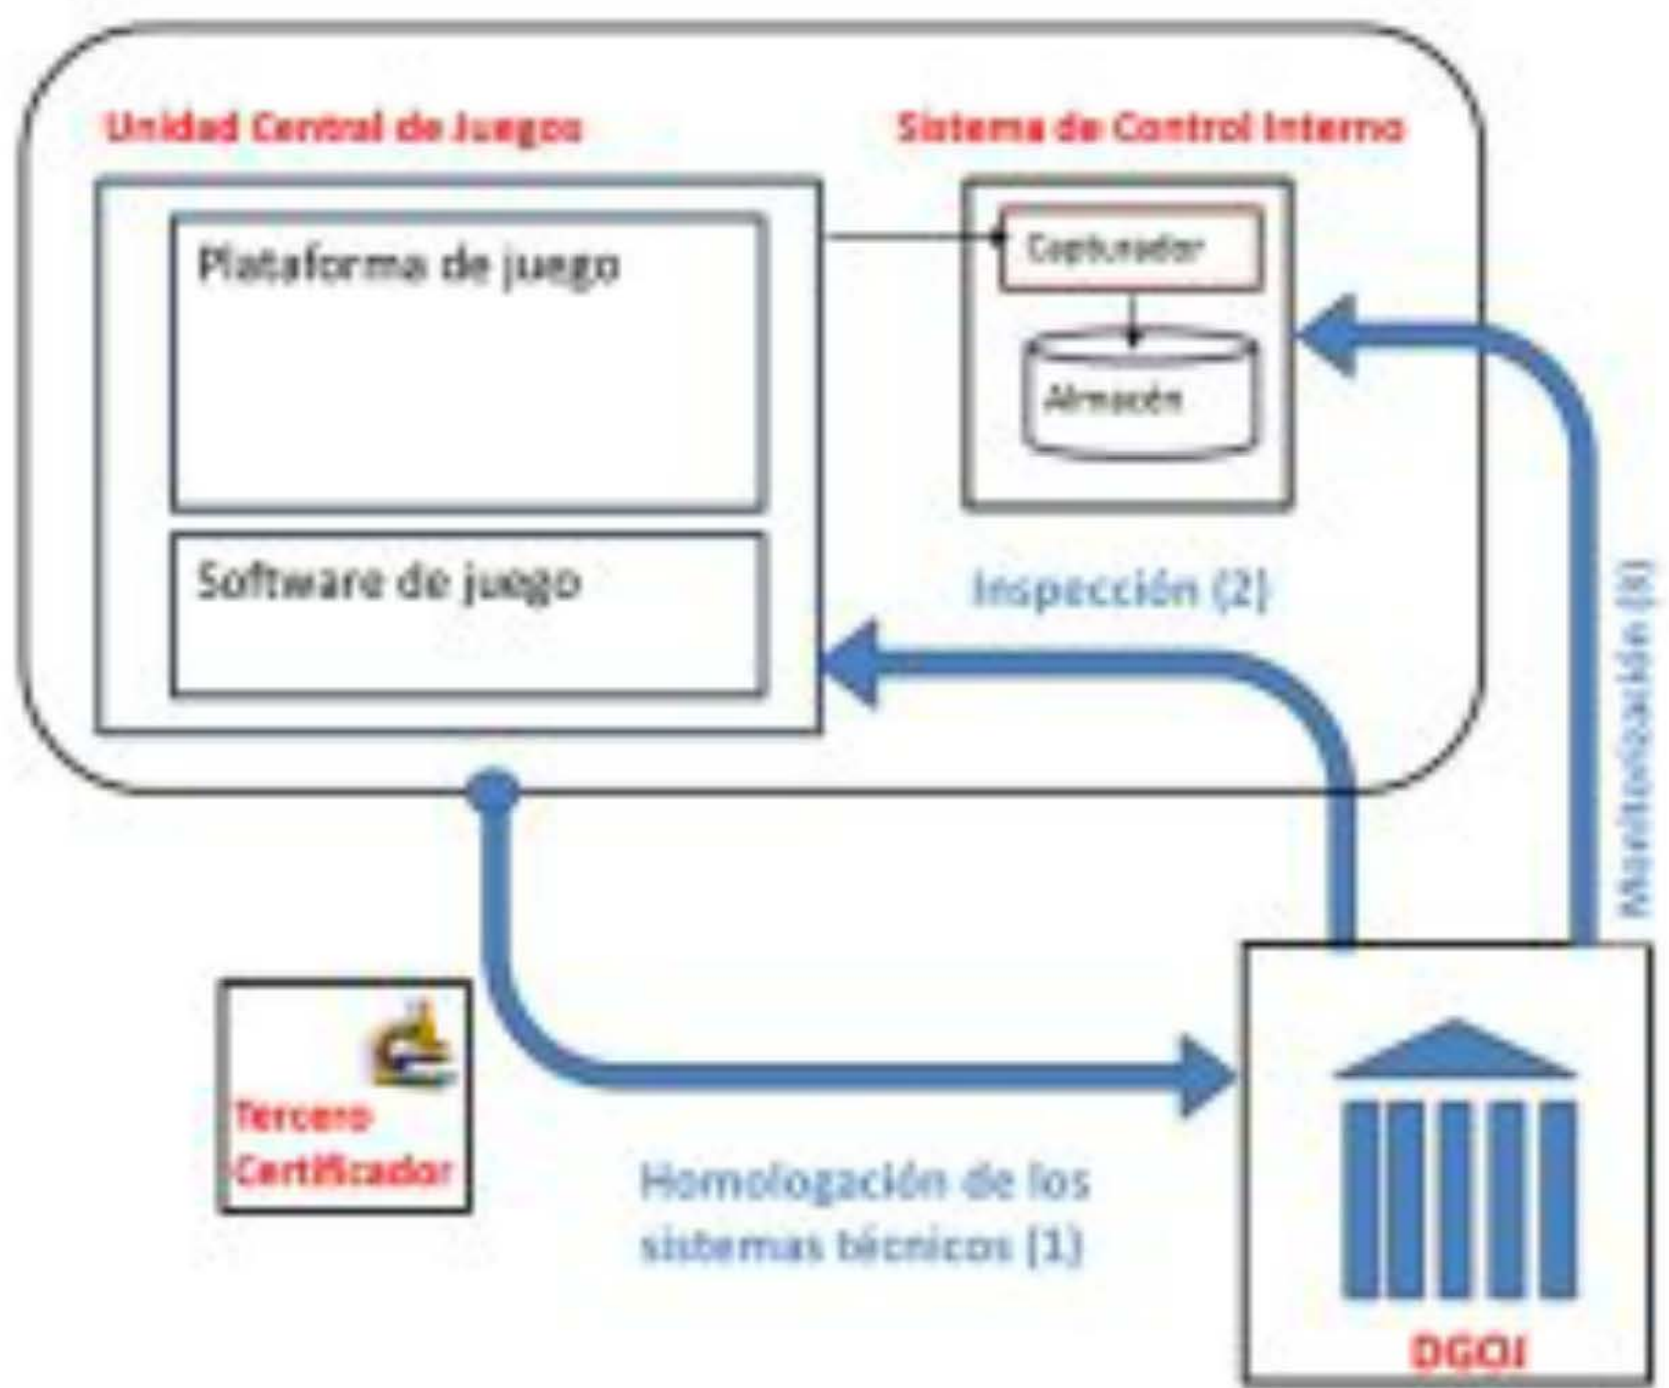 Unidad Central de Juegos
Sistema de Control Interno
Plataforma de juego
Capturador
Almacén
Software de juego
Inspección (2)
Monitorización (3)
Tercero
Certificador
Homologación de los
sistemas técnicos (1)
DGOJ